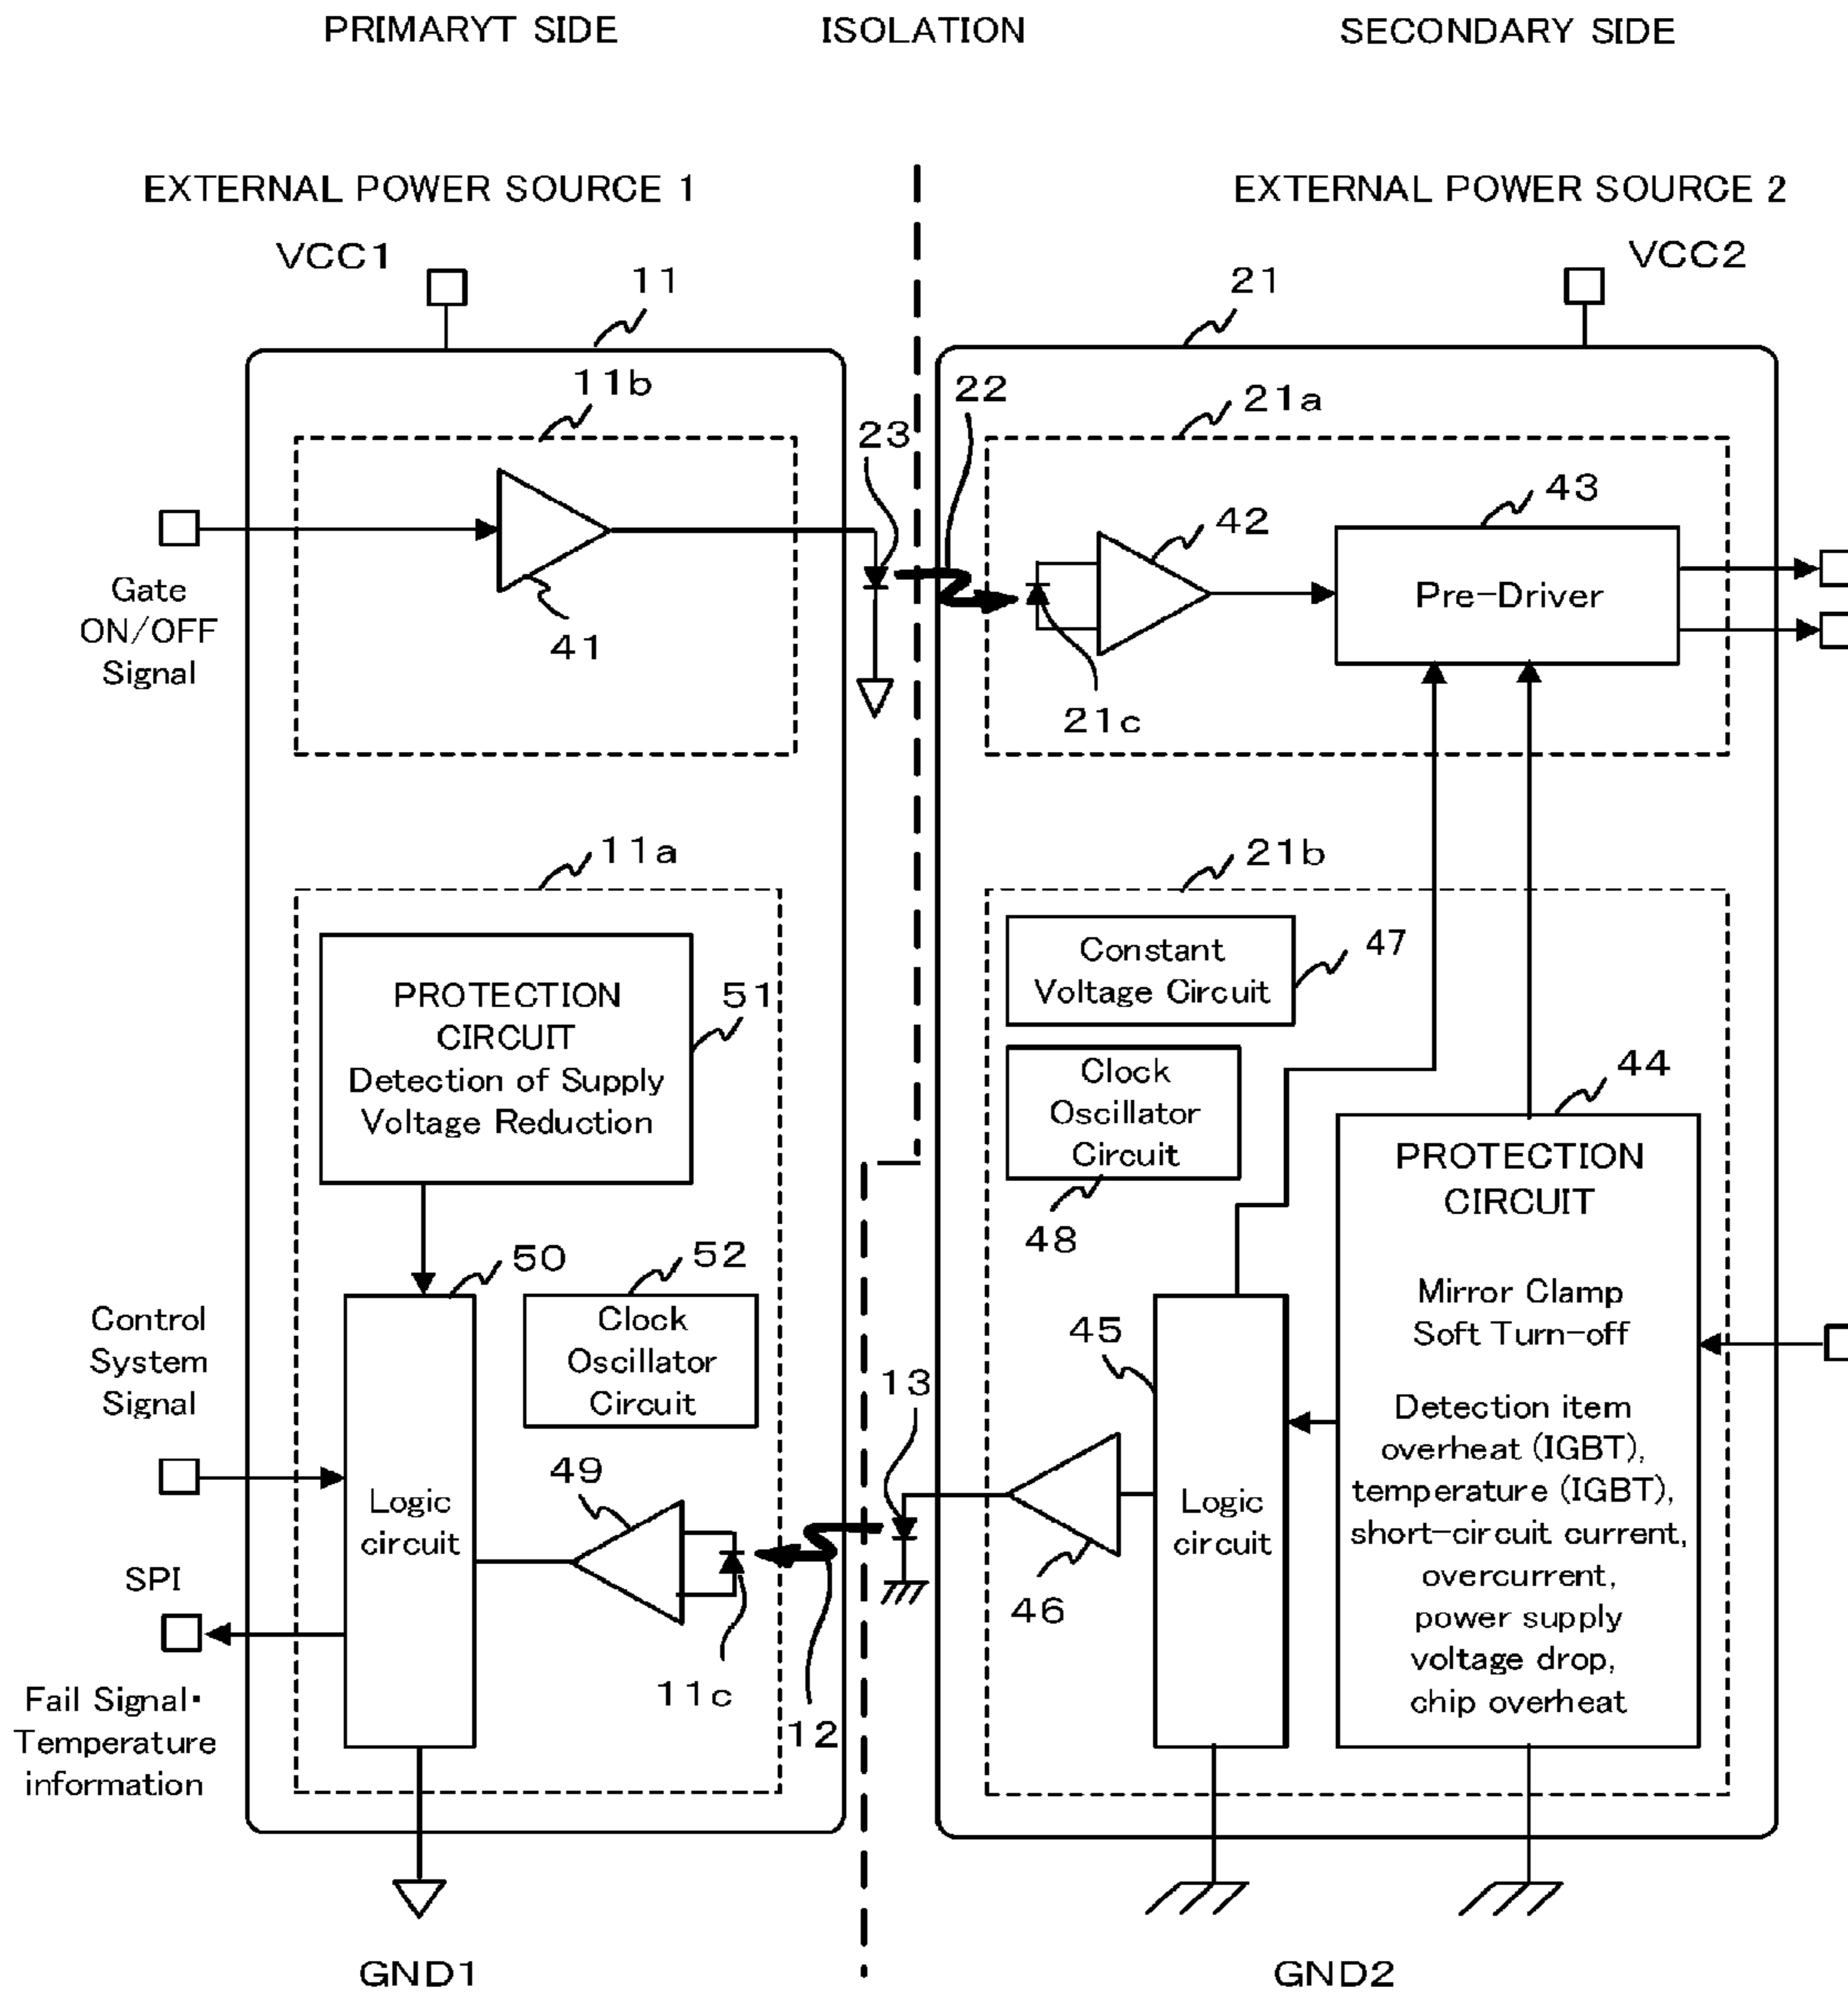 PRIMARYT SIDE
ISOLATION
SECONDARY SIDE
EXTERNAL POWER SOURCE 1
EXTERNAL POWER SOURCE 2
VCC1
VCC2
11
21
11b
22
21a
23
43
42
Gate
ON/OFF
Signal
41
Pre-Driver
21c
11a
21b
Constant
Voltage Circuit
47
PROTECTION
CIRCUIT
Detection of Supply
Voltage Reduction
51
Clock
Oscillator
Circuit
48
44
PROTECTION
CIRCUIT
Mirror Clamp
Soft Turn-off
Detection item
overheat (IGBT),
temperature (IGBT),
short-circuit current,
overcurrent,
power supply
voltage drop,
chip overheat
50
52
Clock
Oscillator
Circuit
Control
System
Signal
45
13
49
Logic
circuit
Logic
circuit
46
SPI
11c
12
Fail Signal・
Temperature
information
GND1
GND2